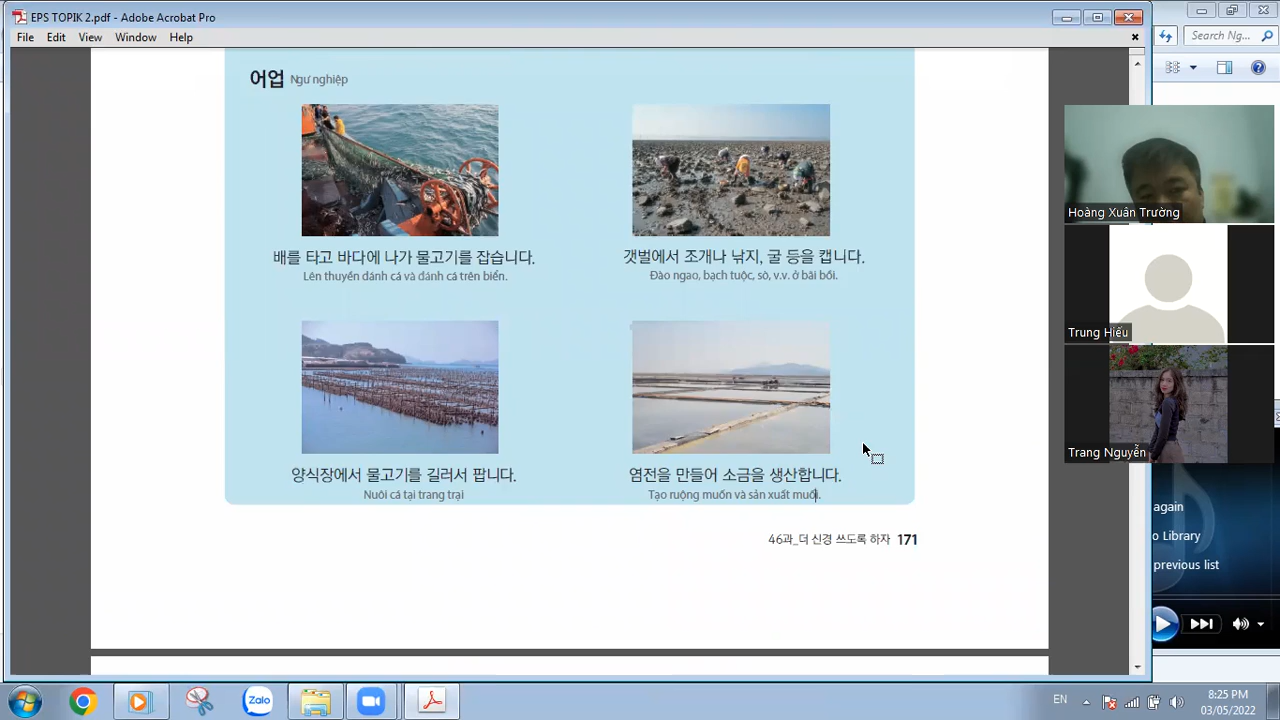 EPS TOPIK 2.pdf - Adobe Acrobat Pro
File Edit View Window Help
Search Ng...
어업 Ngư nghiệp
배를 타고 바다에 나가 물고기를 잡습니다.
Lên thuyền đánh cá và đánh cá trên biển.
갯벌에서 조개나 낚지, 굴 등을 캡니다.
Đào ngao, bạch tuộc, sò, v.v. ở bãi bồi.
양식장에서 물고기를 길러서 팝니다.
Nuôi cá tại trang trại
염전을 만들어 소금을 생산합니다.
Tạo ruộng muốn và sản xuất muối.
46과_더 신경 쓰도록 하자 171
Hoàng Xuân Trường
Trung Hiếu
Trang Nguyễn
again
o Library
previous list
Zalo
EN
8:25 PM
03/05/2022